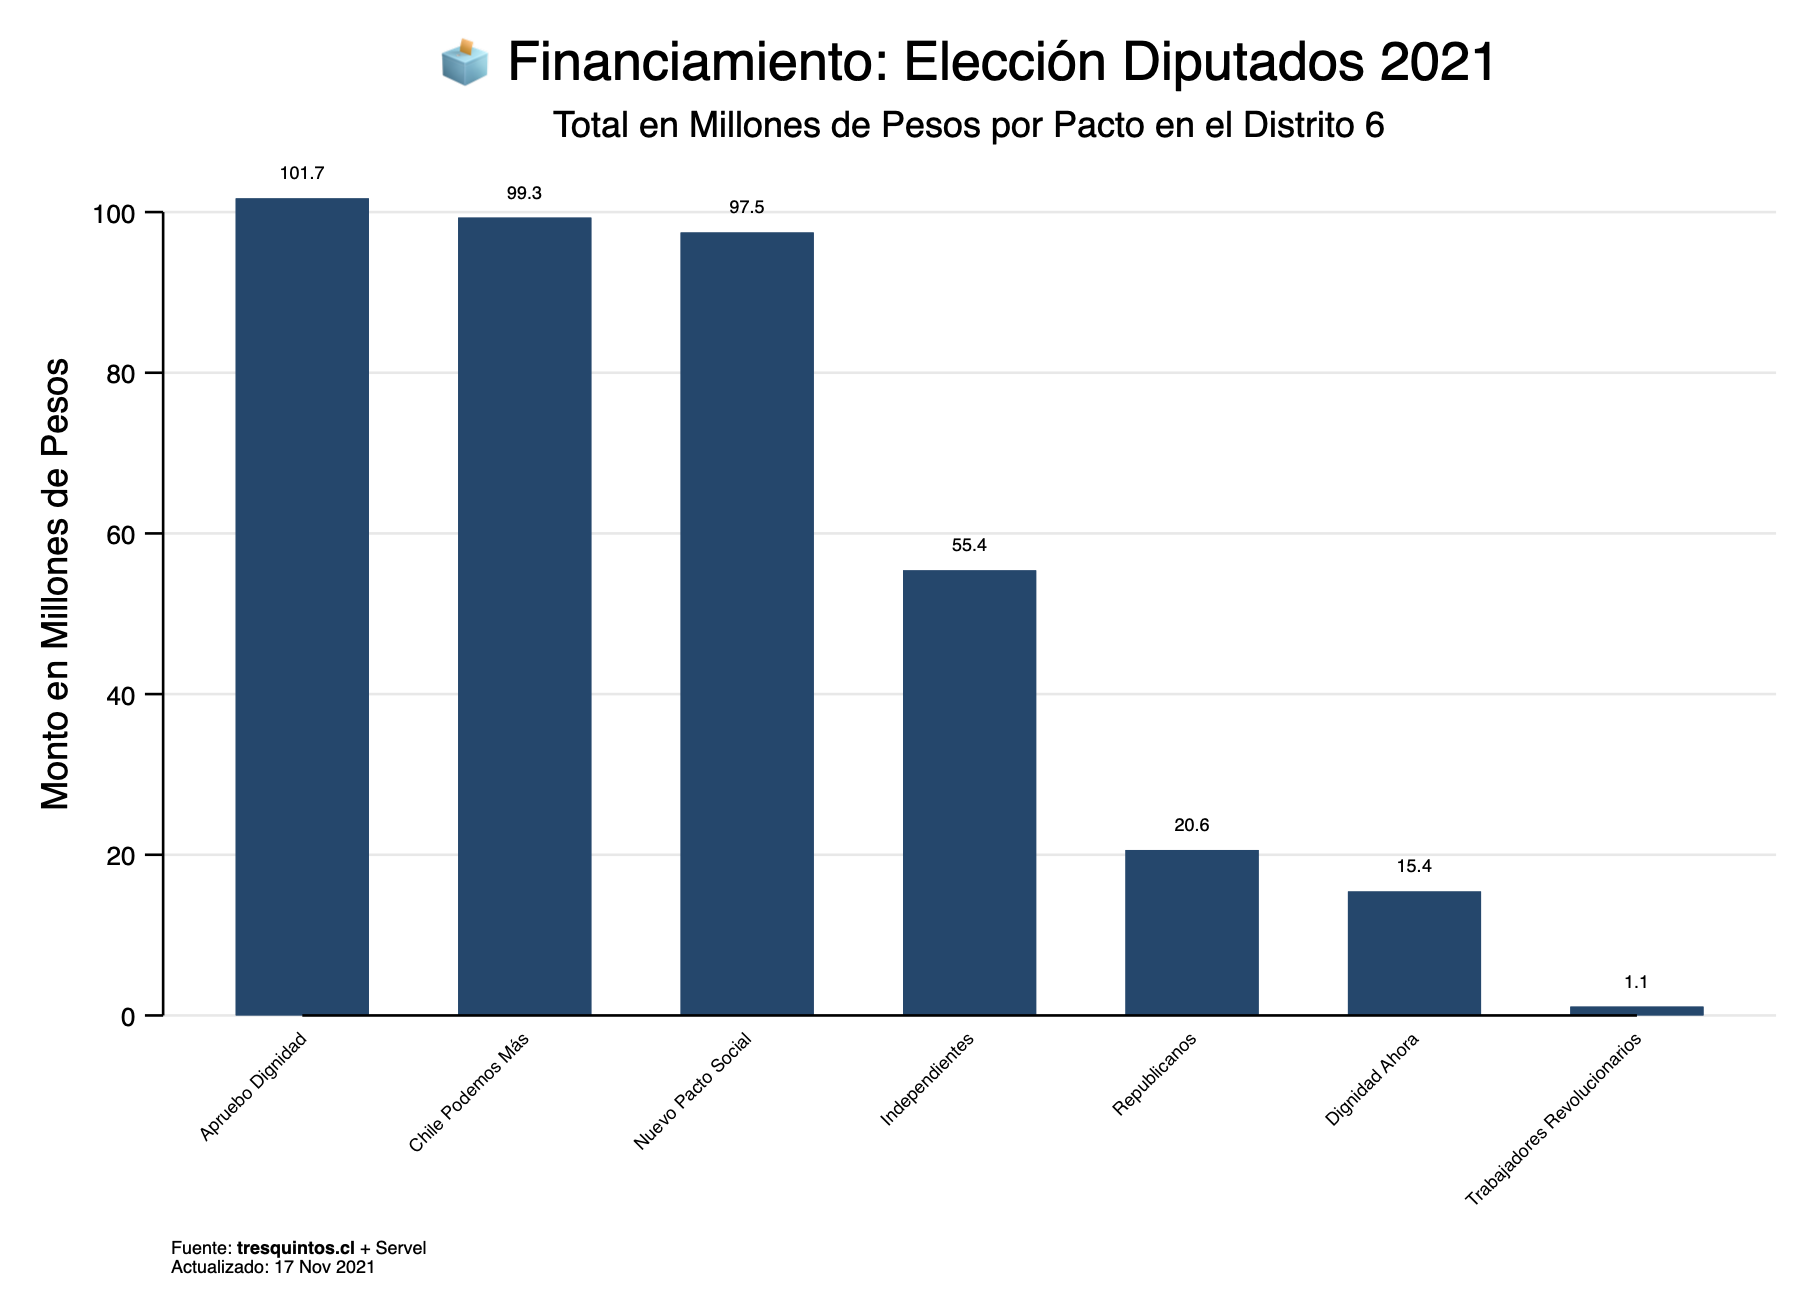 Financiamiento: Elección Diputados 2021
Total en Millones de Pesos por Pacto en el Distrito 6
Monto en Millones de Pesos
100
80
60
40
20
0
101.7
99.3
97.5
55.4
20.6
15.4
1.1
Apruebo Dignidad
Chile Podemos Más
Nuevo Pacto Social
Independientes
Republicanos
Dignidad Ahora
Trabajadores Revolucionarios
Fuente: tresquintos.cl + Servel
Actualizado: 17 Nov 2021